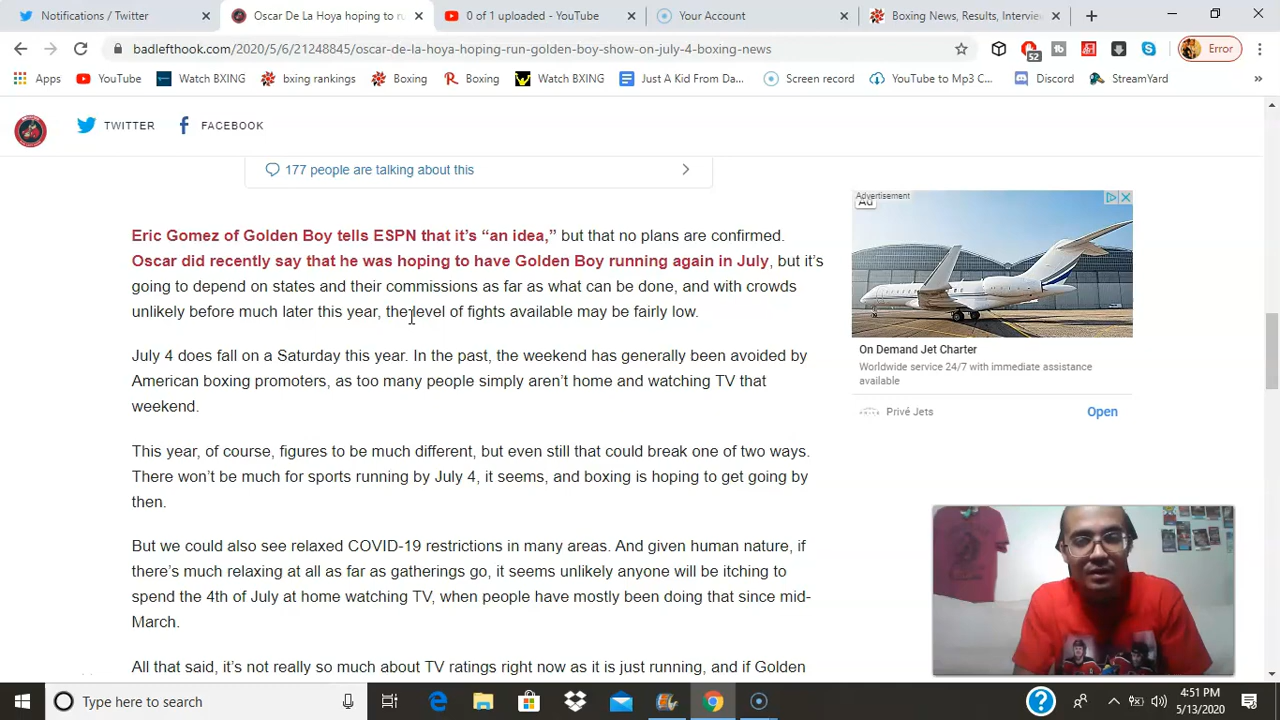 Notifications / Twitter
Oscar De La Hoya hoping to ru
0 of 1 uploaded - YouTube
Your Account
Boxing News, Results, Interview
badlefthook.com/2020/5/6/21248645/oscar-de-la-hoya-hoping-run-golden-boy-show-on-july-4-boxing-news
52
Error
Apps
YouTube
Watch BXING
bxing rankings
Boxing
Boxing
Watch BXING
Just A Kid From Da...
Screen record
YouTube to Mp3 C...
Discord
StreamYard
TWITTER
FACEBOOK
177 people are talking about this
Eric Gomez of Golden Boy tells ESPN that it’s “an idea,” but that no plans are confirmed.
Oscar did recently say that he was hoping to have Golden Boy running again in July, but it’s
going to depend on states and their commissions as far as what can be done, and with crowds
unlikely before much later this year, the level of fights available may be fairly low.
July 4 does fall on a Saturday this year. In the past, the weekend has generally been avoided by
American boxing promoters, as too many people simply aren’t home and watching TV that
weekend.
This year, of course, figures to be much different, but even still that could break one of two ways.
There won’t be much for sports running by July 4, it seems, and boxing is hoping to get going by
then.
But we could also see relaxed COVID-19 restrictions in many areas. And given human nature, if
there’s much relaxing at all as far as gatherings go, it seems unlikely anyone will be itching to
spend the 4th of July at home watching TV, when people have mostly been doing that since mid-
March.
All that said, it’s not really so much about TV ratings right now as it is just running, and if Golden
Advertisement
Ad
On Demand Jet Charter
Worldwide service 24/7 with immediate assistance
available
Privé Jets
Open
Type here to search
4:51 PM
5/13/2020